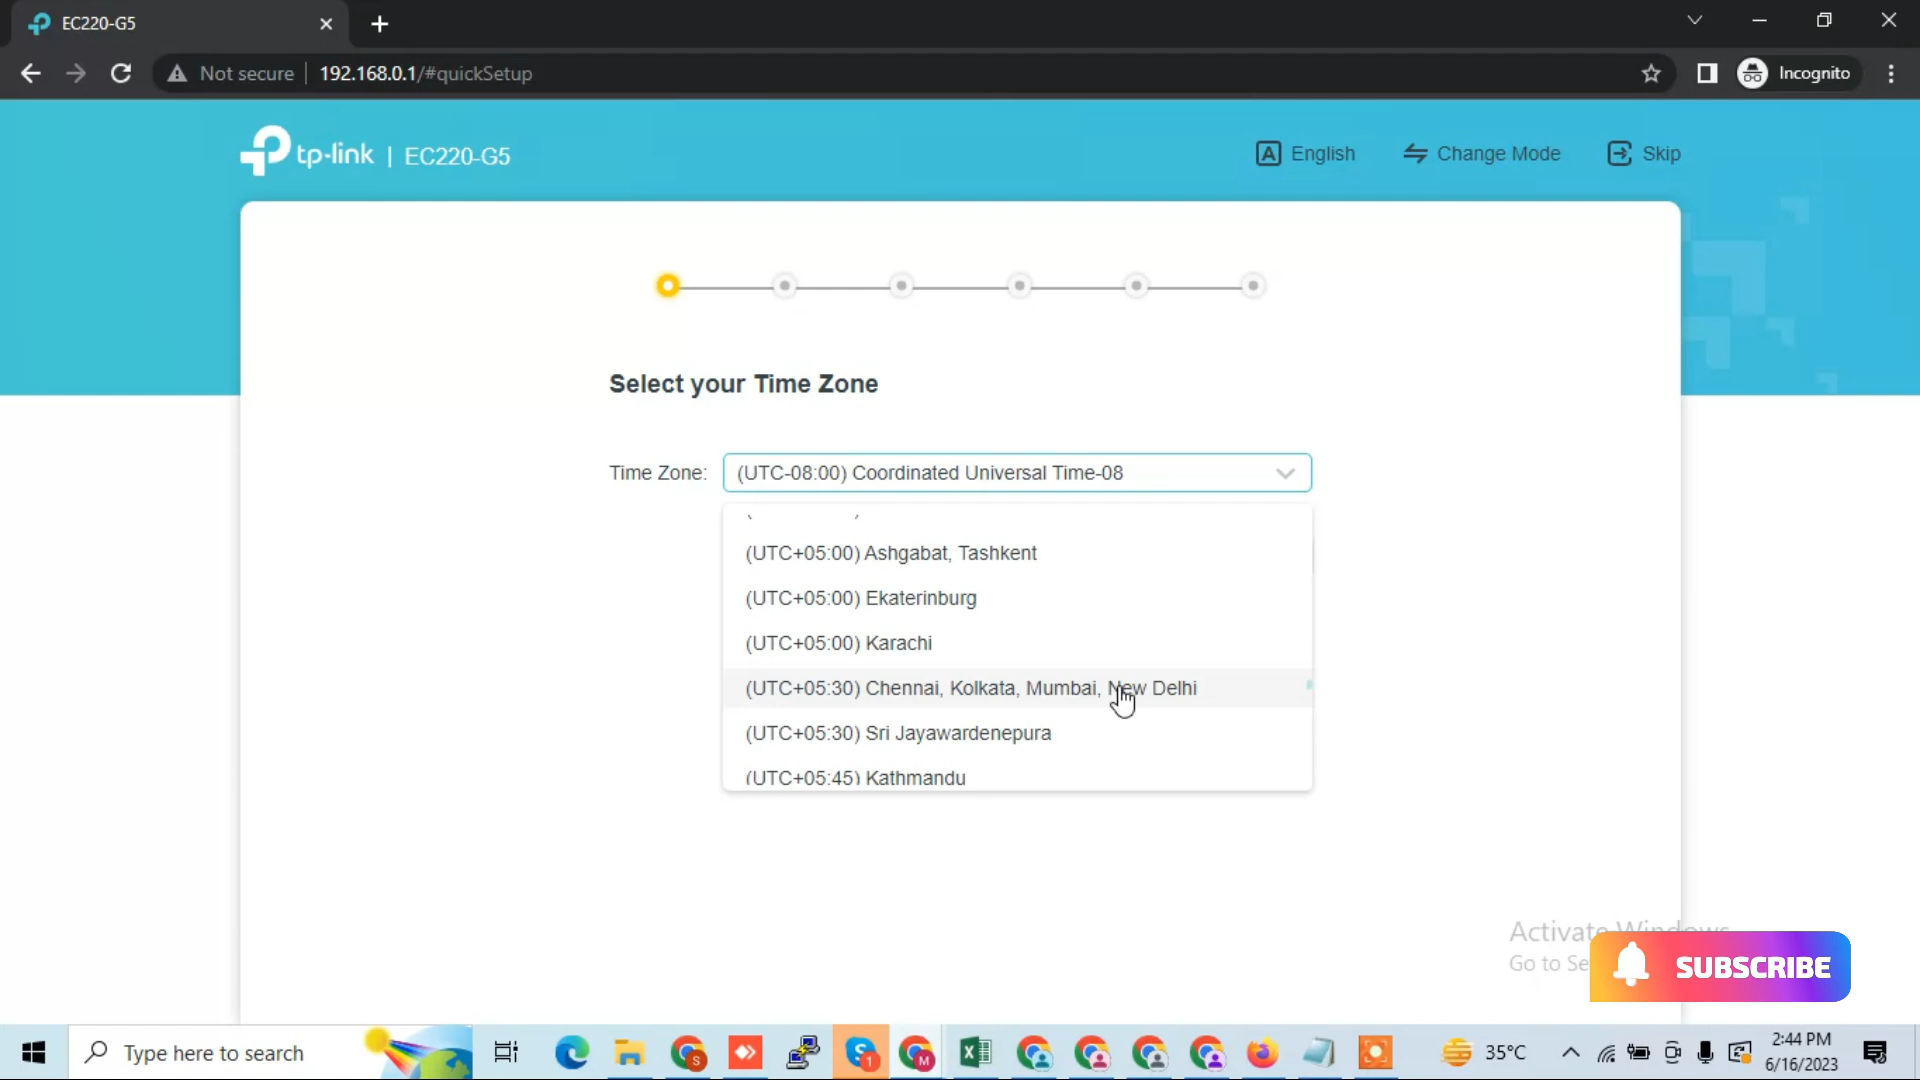 EC220-G5
Not secure
192.168.0.1/#quickSetup
Incognito
tp-link | EC220-G5
English
Change Mode
Skip
Select your Time Zone
Time Zone:
(UTC-08:00) Coordinated Universal Time-08
(UTC+05:00) Ashgabat, Tashkent
(UTC+05:00) Ekaterinburg
(UTC+05:00) Karachi
(UTC+05:30) Chennai, Kolkata, Mumbai, New Delhi
(UTC+05:30) Sri Jayawardenepura
(UTC+05:45) Kathmandu
Activate Windows
Go to Se
SUBSCRIBE
Type here to search
S
1
M
35°C
2:44 PM
6/16/2023